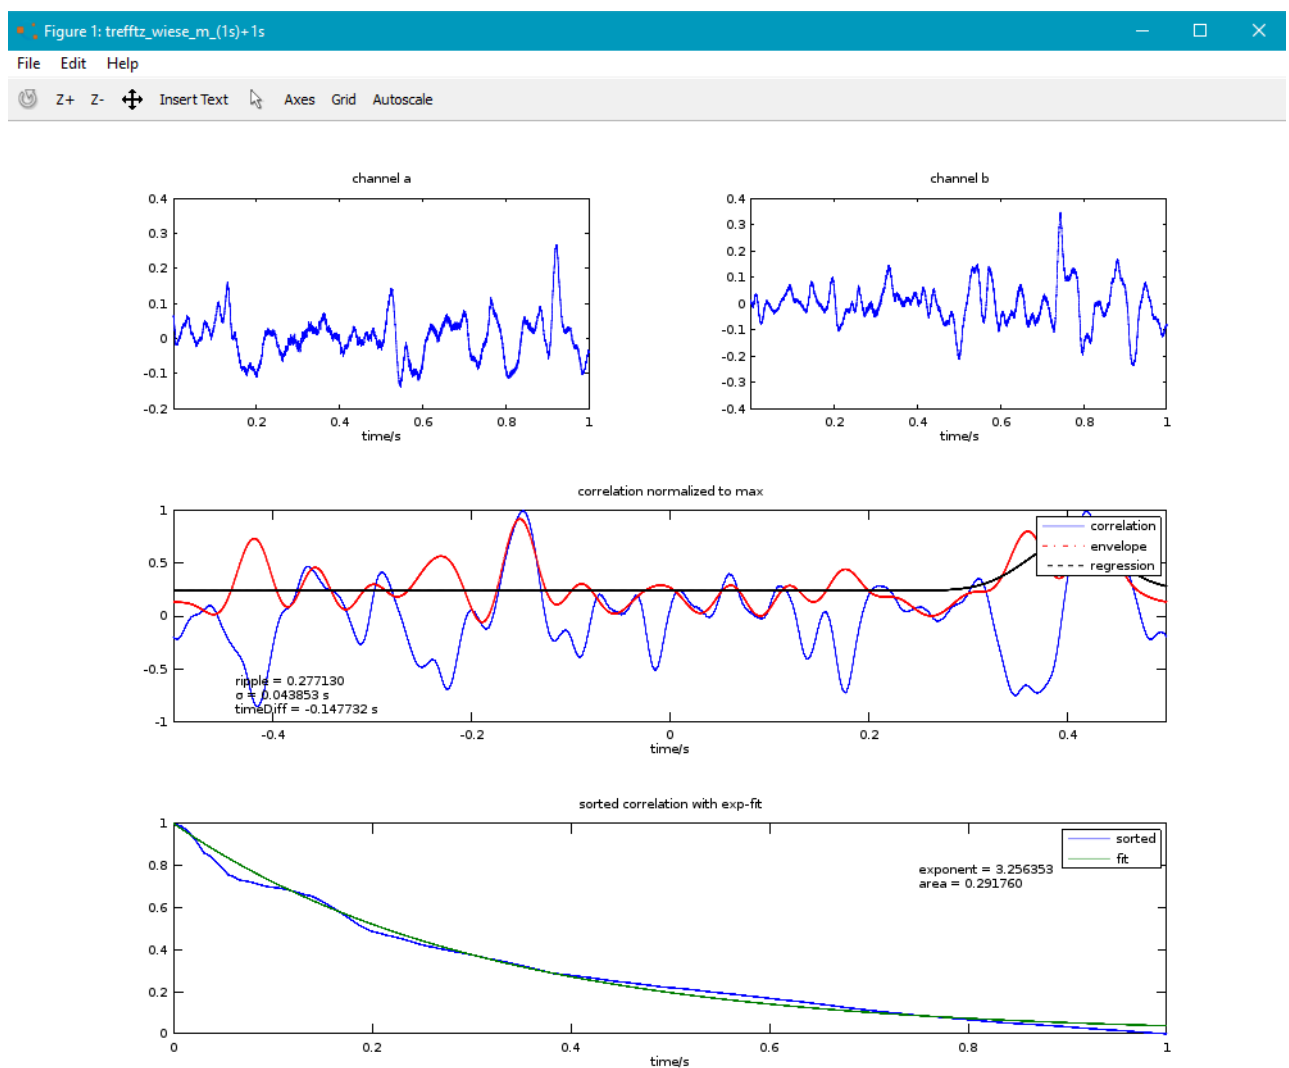 Figure 1: trefftz_wiese_m_(1s)+1s
File Edit Help
Z+ Z- Insert Text Axes Grid Autoscale
channel a
0.4
0.3
0.2
0.1
0
-0.1
-0.2
0.2 0.4 0.6 0.8 1
time/s
channel b
0.4
0.3
0.2
0.1
0
-0.1
-0.2
-0.3
-0.4
0.2 0.4 0.6 0.8 1
time/s
correlation normalized to max
1
0.5
0
-0.5
-1
correlation
envelope
regression
ripple = 0.277130
σ = 0.043853 s
timeDiff = -0.147732 s
-0.4 -0.2 0 0.2 0.4
time/s
sorted correlation with exp-fit
1
0.8
0.6
0.4
0.2
0
sorted
fit
exponent = 3.256353
area = 0.291760
0 0.2 0.4 0.6 0.8 1
time/s